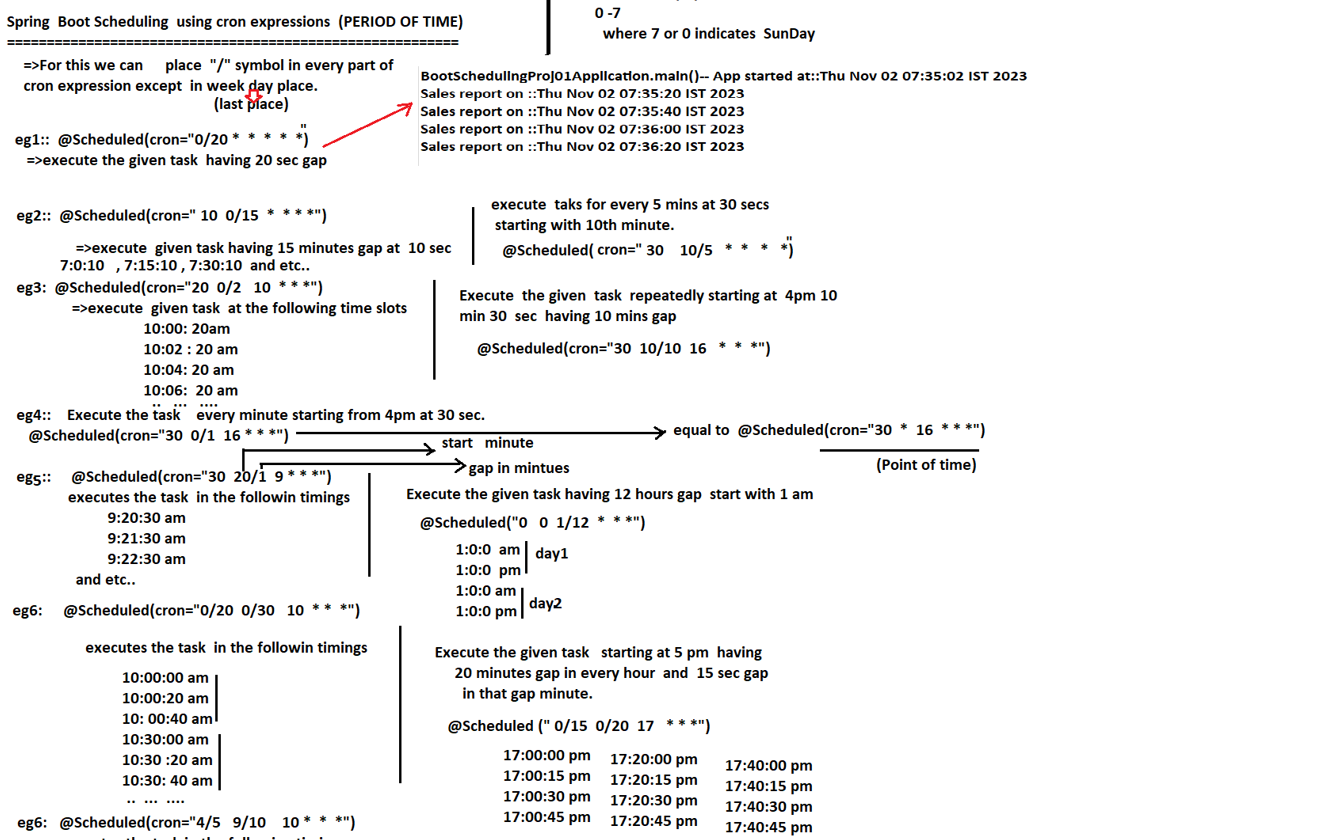 Spring Boot Scheduling using cron expressions (PERIOD OF TIME)
=========================================================
=>For this we can place "/" symbol in every part of
cron expression except in week day place.
(last place)
eg1:: @Scheduled(cron="0/20 * * * * *")
=>execute the given task having 20 sec gap
0 -7
where 7 or 0 indicates SunDay
BootSchedulingProj01Application.main()-- App started at::Thu Nov 02 07:35:02 IST 2023
Sales report on ::Thu Nov 02 07:35:20 IST 2023
Sales report on ::Thu Nov 02 07:35:40 IST 2023
Sales report on ::Thu Nov 02 07:36:00 IST 2023
Sales report on ::Thu Nov 02 07:36:20 IST 2023
eg2:: @Scheduled(cron=" 10 0/15 * * * *")
=>execute given task having 15 minutes gap at 10 sec
7:0:10 , 7:15:10 , 7:30:10 and etc..
execute taks for every 5 mins at 30 secs
starting with 10th minute.
@Scheduled( cron=" 30 10/5 * * * *")
eg3: @Scheduled(cron="20 0/2 10 * * *")
=>execute given task at the following time slots
10:00: 20am
10:02 : 20 am
10:04: 20 am
10:06: 20 am
.. ... ....
Execute the given task repeatedly starting at 4pm 10
min 30 sec having 10 mins gap
@Scheduled(cron="30 10/10 16 * * *")
eg4:: Execute the task every minute starting from 4pm at 30 sec.
@Scheduled(cron="30 0/1 16 * * *")
equal to @Scheduled(cron="30 * 16 * * *")
(Point of time)
start minute
gap in mintues
eg5:: @Scheduled(cron="30 20/1 9 * * *")
executes the task in the followin timings
9:20:30 am
9:21:30 am
9:22:30 am
and etc..
Execute the given task having 12 hours gap start with 1 am
@Scheduled("0 0 1/12 * * *")
1:0:0 am
day1
1:0:0 pm
1:0:0 am
day2
1:0:0 pm
eg6: @Scheduled(cron="0/20 0/30 10 * * *")
executes the task in the followin timings
10:00:00 am
10:00:20 am
10: 00:40 am
10:30:00 am
10:30 :20 am
10:30: 40 am
.. ... ....
Execute the given task starting at 5 pm having
20 minutes gap in every hour and 15 sec gap
in that gap minute.
@Scheduled (" 0/15 0/20 17 * * *")
17:00:00 pm 17:20:00 pm 17:40:00 pm
17:00:15 pm 17:20:15 pm 17:40:15 pm
17:00:30 pm 17:20:30 pm 17:40:30 pm
17:00:45 pm 17:20:45 pm 17:40:45 pm
eg6: @Scheduled(cron="4/5 9/10 10 * * *")